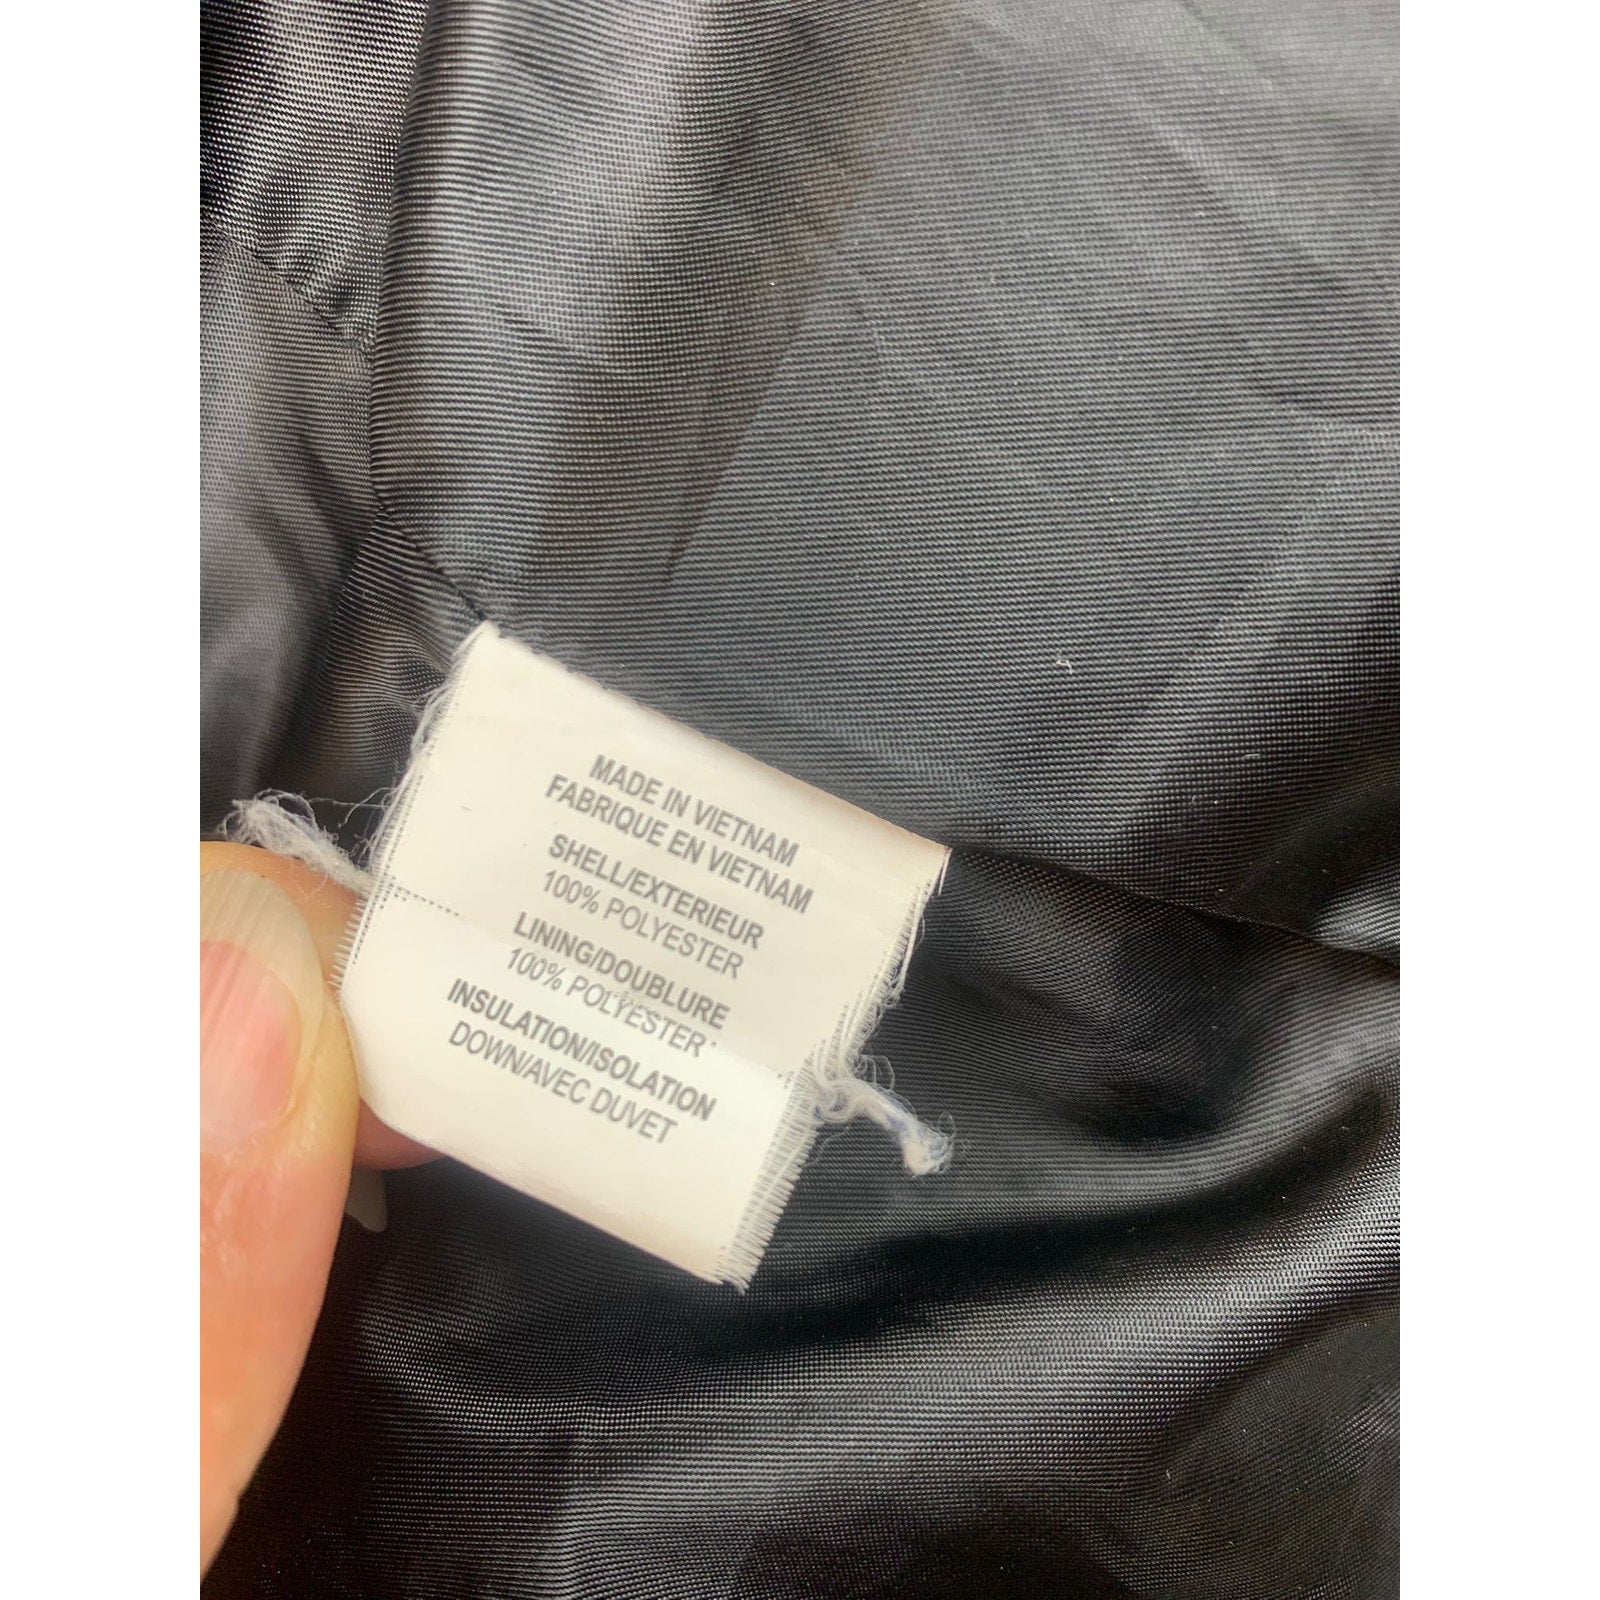 MADE IN VIETNAM
FABRIQUE EN VIETNAM
SHELL/EXTERIEUR
100% POLYESTER
LINING/DOUBLURE
100% POLYESTER
INSULATION/ISOLATION
DOWN/AVEC DUVET